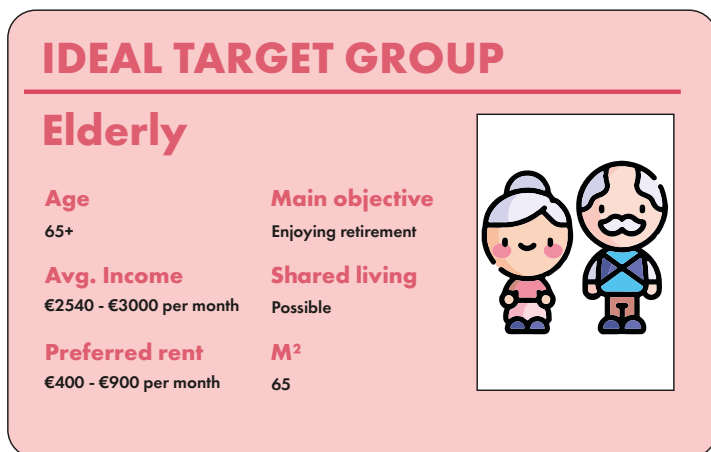 IDEAL TARGET GROUP
Elderly
Age
65+
Main objective
Enjoying retirement
Avg. Income
€2540 - €3000 per month
Shared living
Possible
Preferred rent
€400 - €900 per month
M²
65